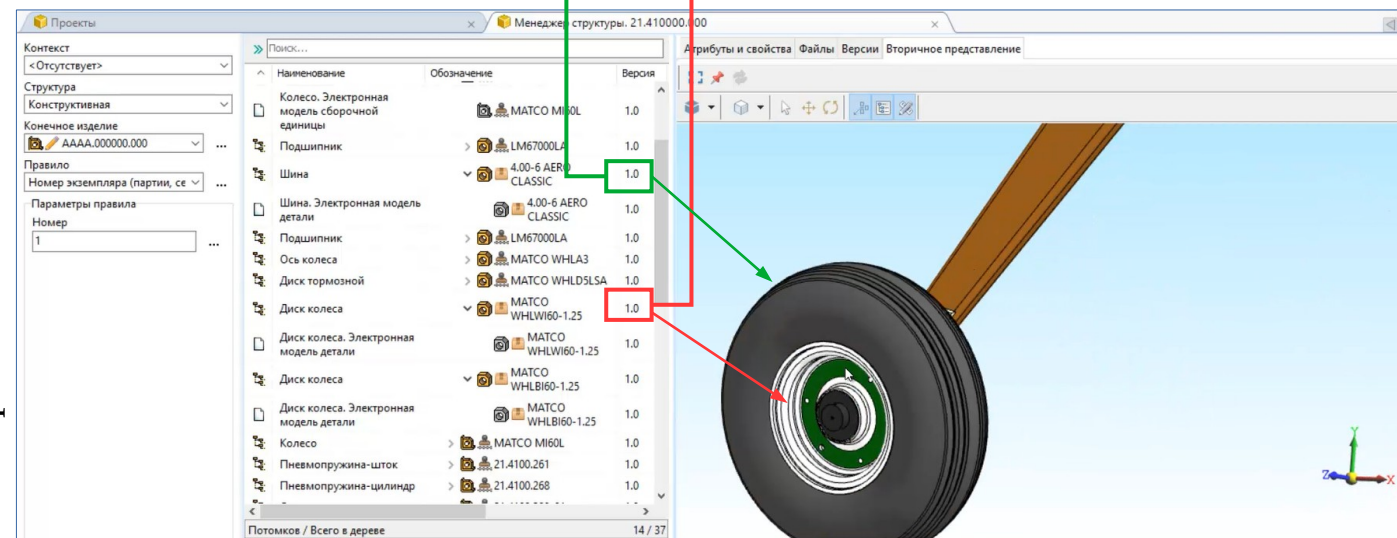 Проекты
Менеджер структуры. 21.410000.000
Контекст
<Отсутствует>
Структура
Конструктивная
Конечное изделие
АААА.000000.000
...
Правило
Номер экземпляра (партии, се
...
Параметры правила
Номер
1
...
Поиск...
Наименование Обозначение Версия
Колесо. Электронная
модель сборочной
единицы
MATCO MI60L 1.0
Подшипник LM67000LA 1.0
Шина 4.00-6 AERO
CLASSIC 1.0
Шина. Электронная модель
детали
4.00-6 AERO
CLASSIC 1.0
Подшипник LM67000LA 1.0
Ось колеса MATCO WHLA3 1.0
Диск тормозной MATCO WHLD5LSA 1.0
Диск колеса MATCO
WHLWI60-1.25 1.0
Диск колеса. Электронная
модель детали
MATCO
WHLWI60-1.25 1.0
Диск колеса MATCO
WHLBI60-1.25 1.0
Диск колеса. Электронная
модель детали
MATCO
WHLBI60-1.25 1.0
Колесо MATCO MI60L 1.0
Пневмопружина-шток 21.4100.261 1.0
Пневмопружина-цилиндр 21.4100.268 1.0
Потомков / Всего в дереве 14 / 37
Атрибуты и свойства Файлы Версии Вторичное представление
Y
Z
X